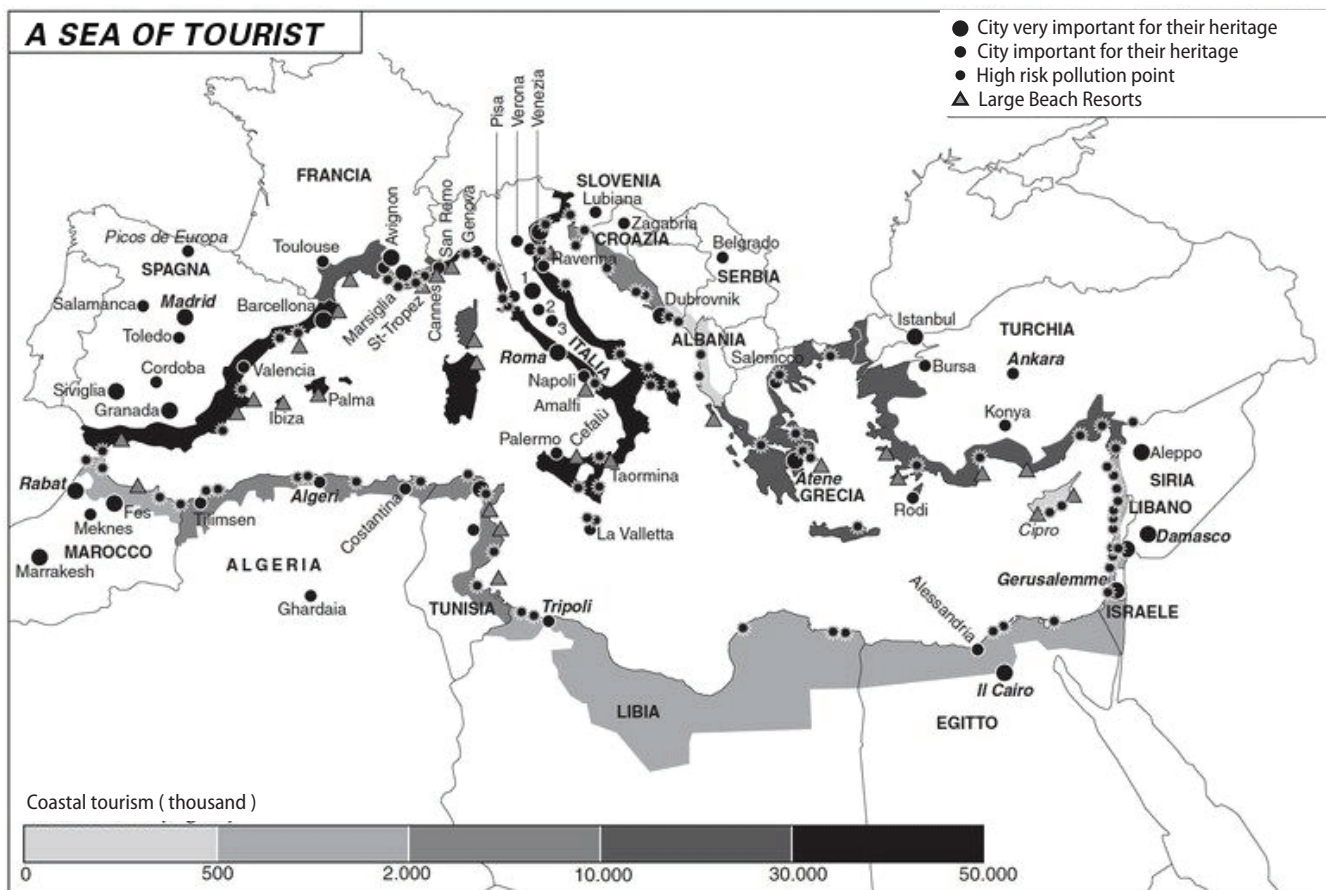 A SEA OF TOURIST
City very important for their heritage
City important for their heritage
High risk pollution point
Large Beach Resorts
Pisa
Verona
Venezia
FRANCIA
SLOVENIA
Lubiana
Avignon
San Remo
Genova
Zagabria
CROAZIA
Picos de Europa
Toulouse
Belgrado
SPAGNA
Ravenna
SERBIA
Salamanca
Madrid
Barcellona
Marsiglia
St-Tropez
Cannes
1
2
3
Dubrovnik
Istanbul
TURCHIA
Toledo
ITALIA
ALBANIA
Roma
Salonicco
Ankara
Cordoba
Valencia
Bursa
Siviglia
Napoli
Granada
Palma
Amalfi
Konya
Ibiza
Cefalù
Palermo
Aleppo
Taormina
Rabat
Algeri
Atene
GRECIA
SIRIA
Rodi
Fes
Tlimsen
Costantina
LIBANO
Meknes
La Valletta
Cipro
Damasco
MAROCCO
ALGERIA
Marrakesh
Gerusalemme
Alessandria
Ghardaia
TUNISIA
Tripoli
ISRAELE
Il Cairo
LIBIA
EGITTO
Coastal tourism ( thousand )
0
500
2.000
10.000
30.000
50.000